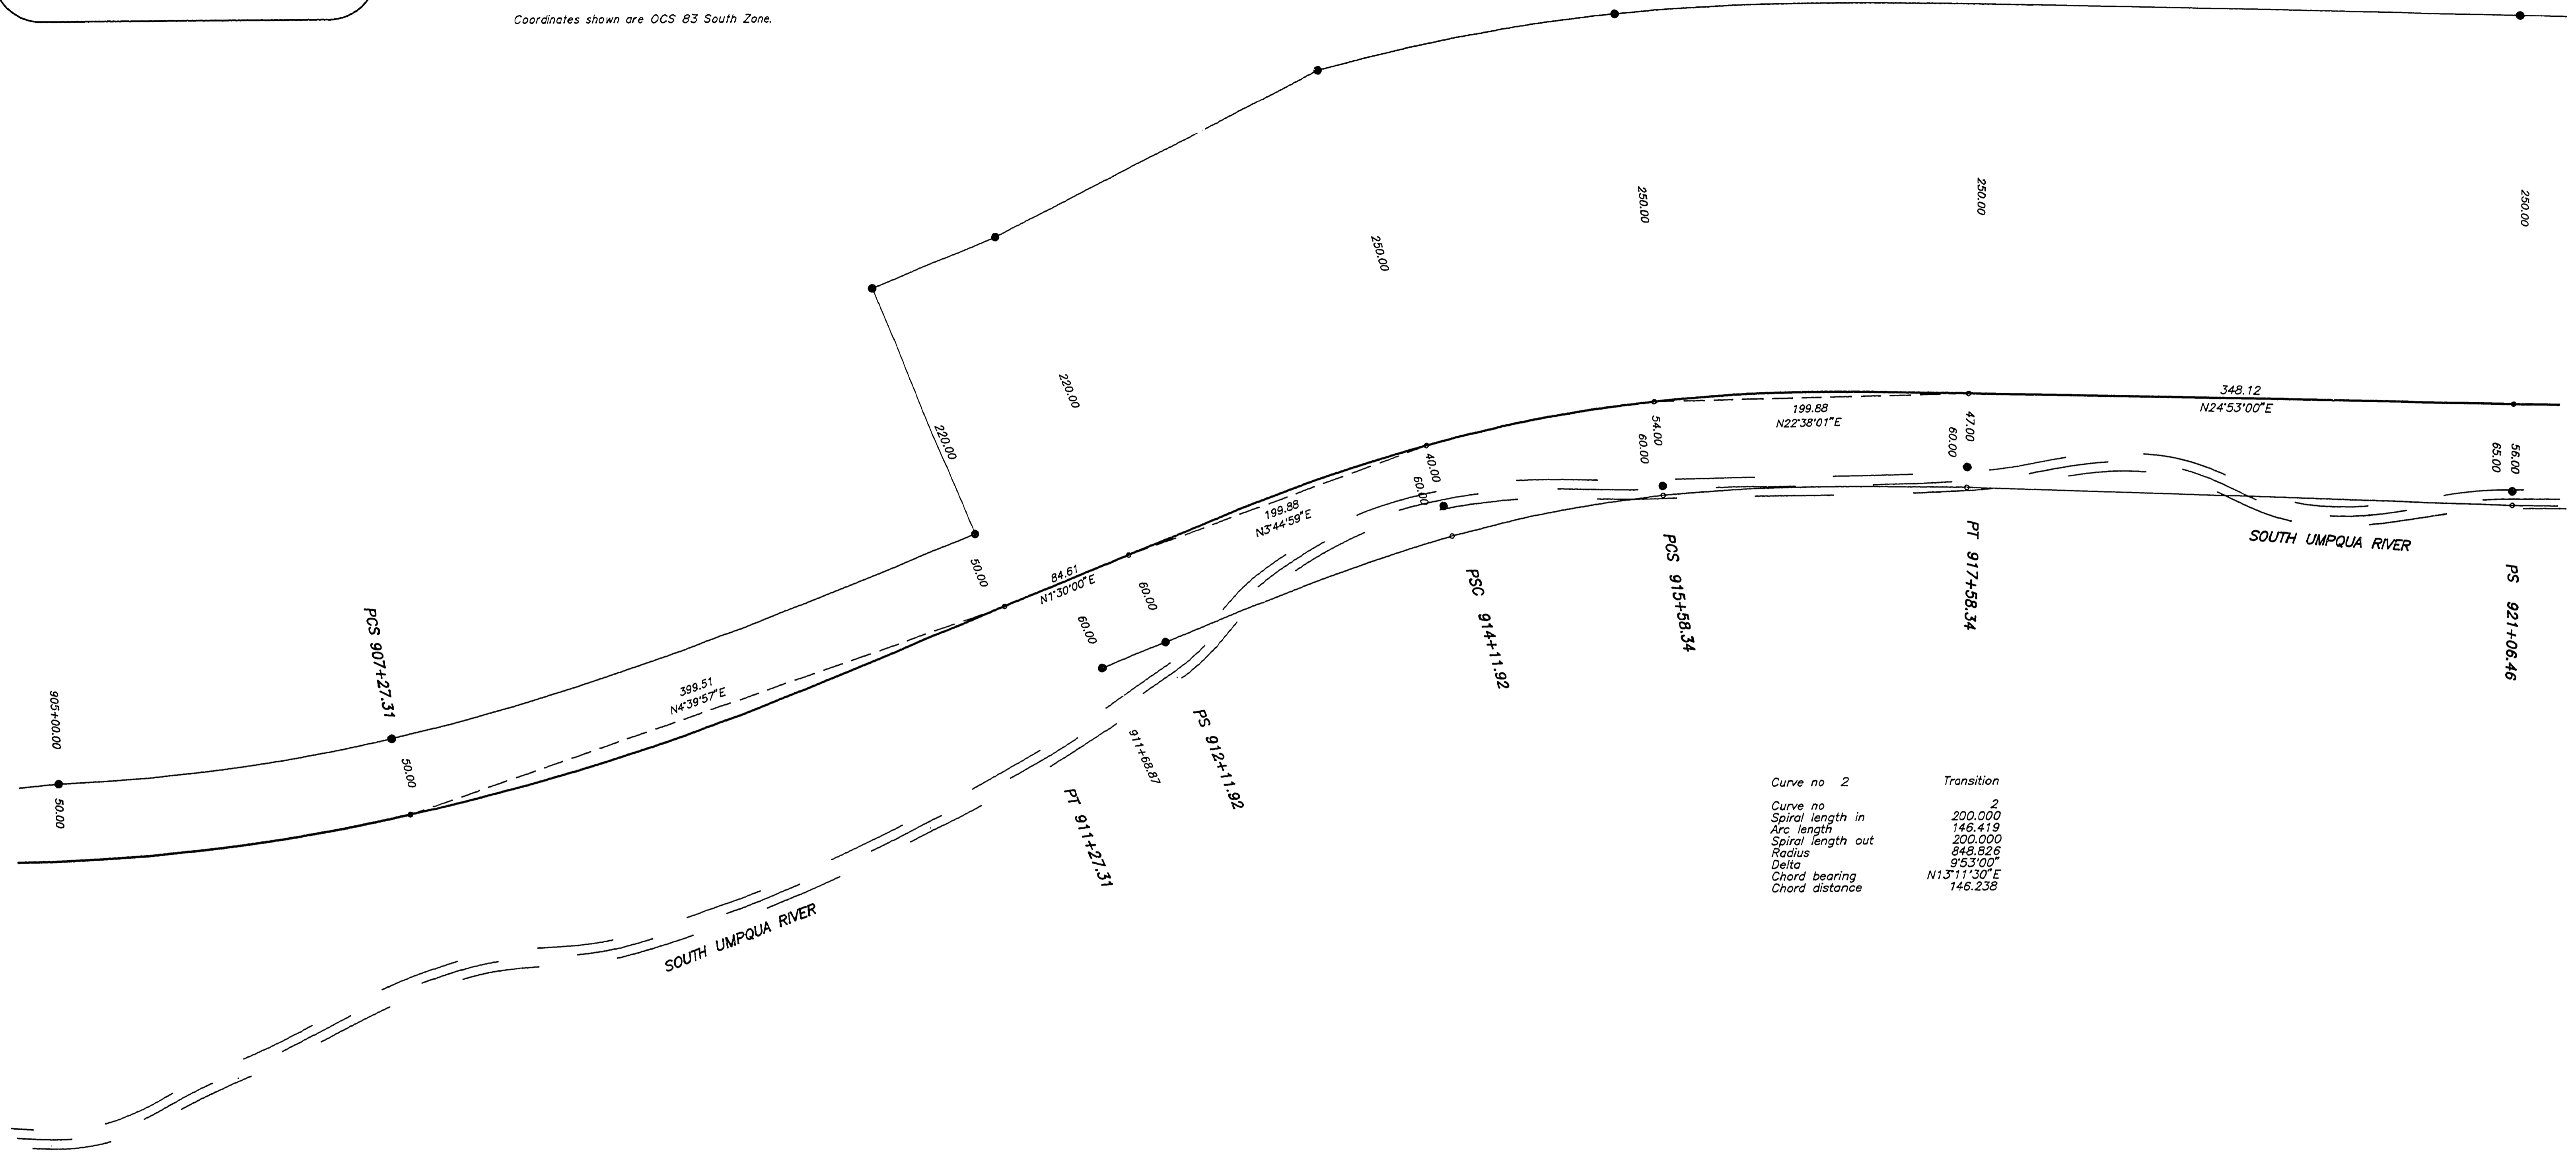 Coordinates shown are OCS 83 South Zone.
250.00
250.00
250.00
250.00
220.00
220.00
348.12
N24°53'00"E
199.88
N22°38'01"E
54.00
60.00
47.00
60.00
56.00
65.00
40.00
60.00
199.88
N3°44'59"E
SOUTH UMPQUA RIVER
50.00
84.61
N1°30'00"E
60.00
60.00
PSC 914+11.92
PCS 915+58.34
PT 917+58.34
PS 921+06.46
PCS 907+27.31
399.51
N4°39'57"E
905+00.00
50.00
50.00
911+68.87
PS 912+11.92
PT 911+27.31
SOUTH UMPQUA RIVER
Curve no 2 Transition
Curve no 2
Spiral length in 200.000
Arc length 146.419
Spiral length out 200.000
Radius 848.826
Delta 9°53'00"
Chord bearing N13°11'30"E
Chord distance 146.238